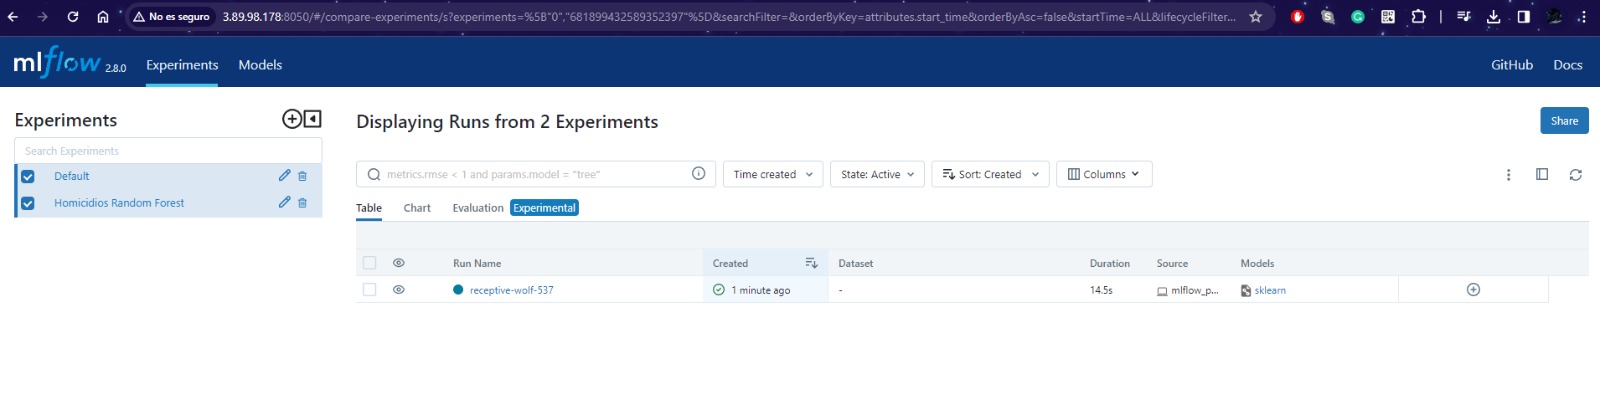 No es seguro 3.89.98.178:8050/#/compare-experiments/s?experiments=%5B"0","681899432589352397"%5D&searchFilter=&orderByKey=attributes.start_time&orderByAsc=false&startTime=ALL&lifecycleFilter...
mlflow 2.8.0 Experiments Models GitHub Docs
Experiments
Displaying Runs from 2 Experiments
Share
Search Experiments
Default
Homicidios Random Forest
metrics.rmse < 1 and params.model = "tree"
Time created
State: Active
Sort: Created
Columns
Table Chart Evaluation Experimental
Run Name Created Dataset Duration Source Models
receptive-wolf-537 1 minute ago - 14.5s mlflow_p... sklearn